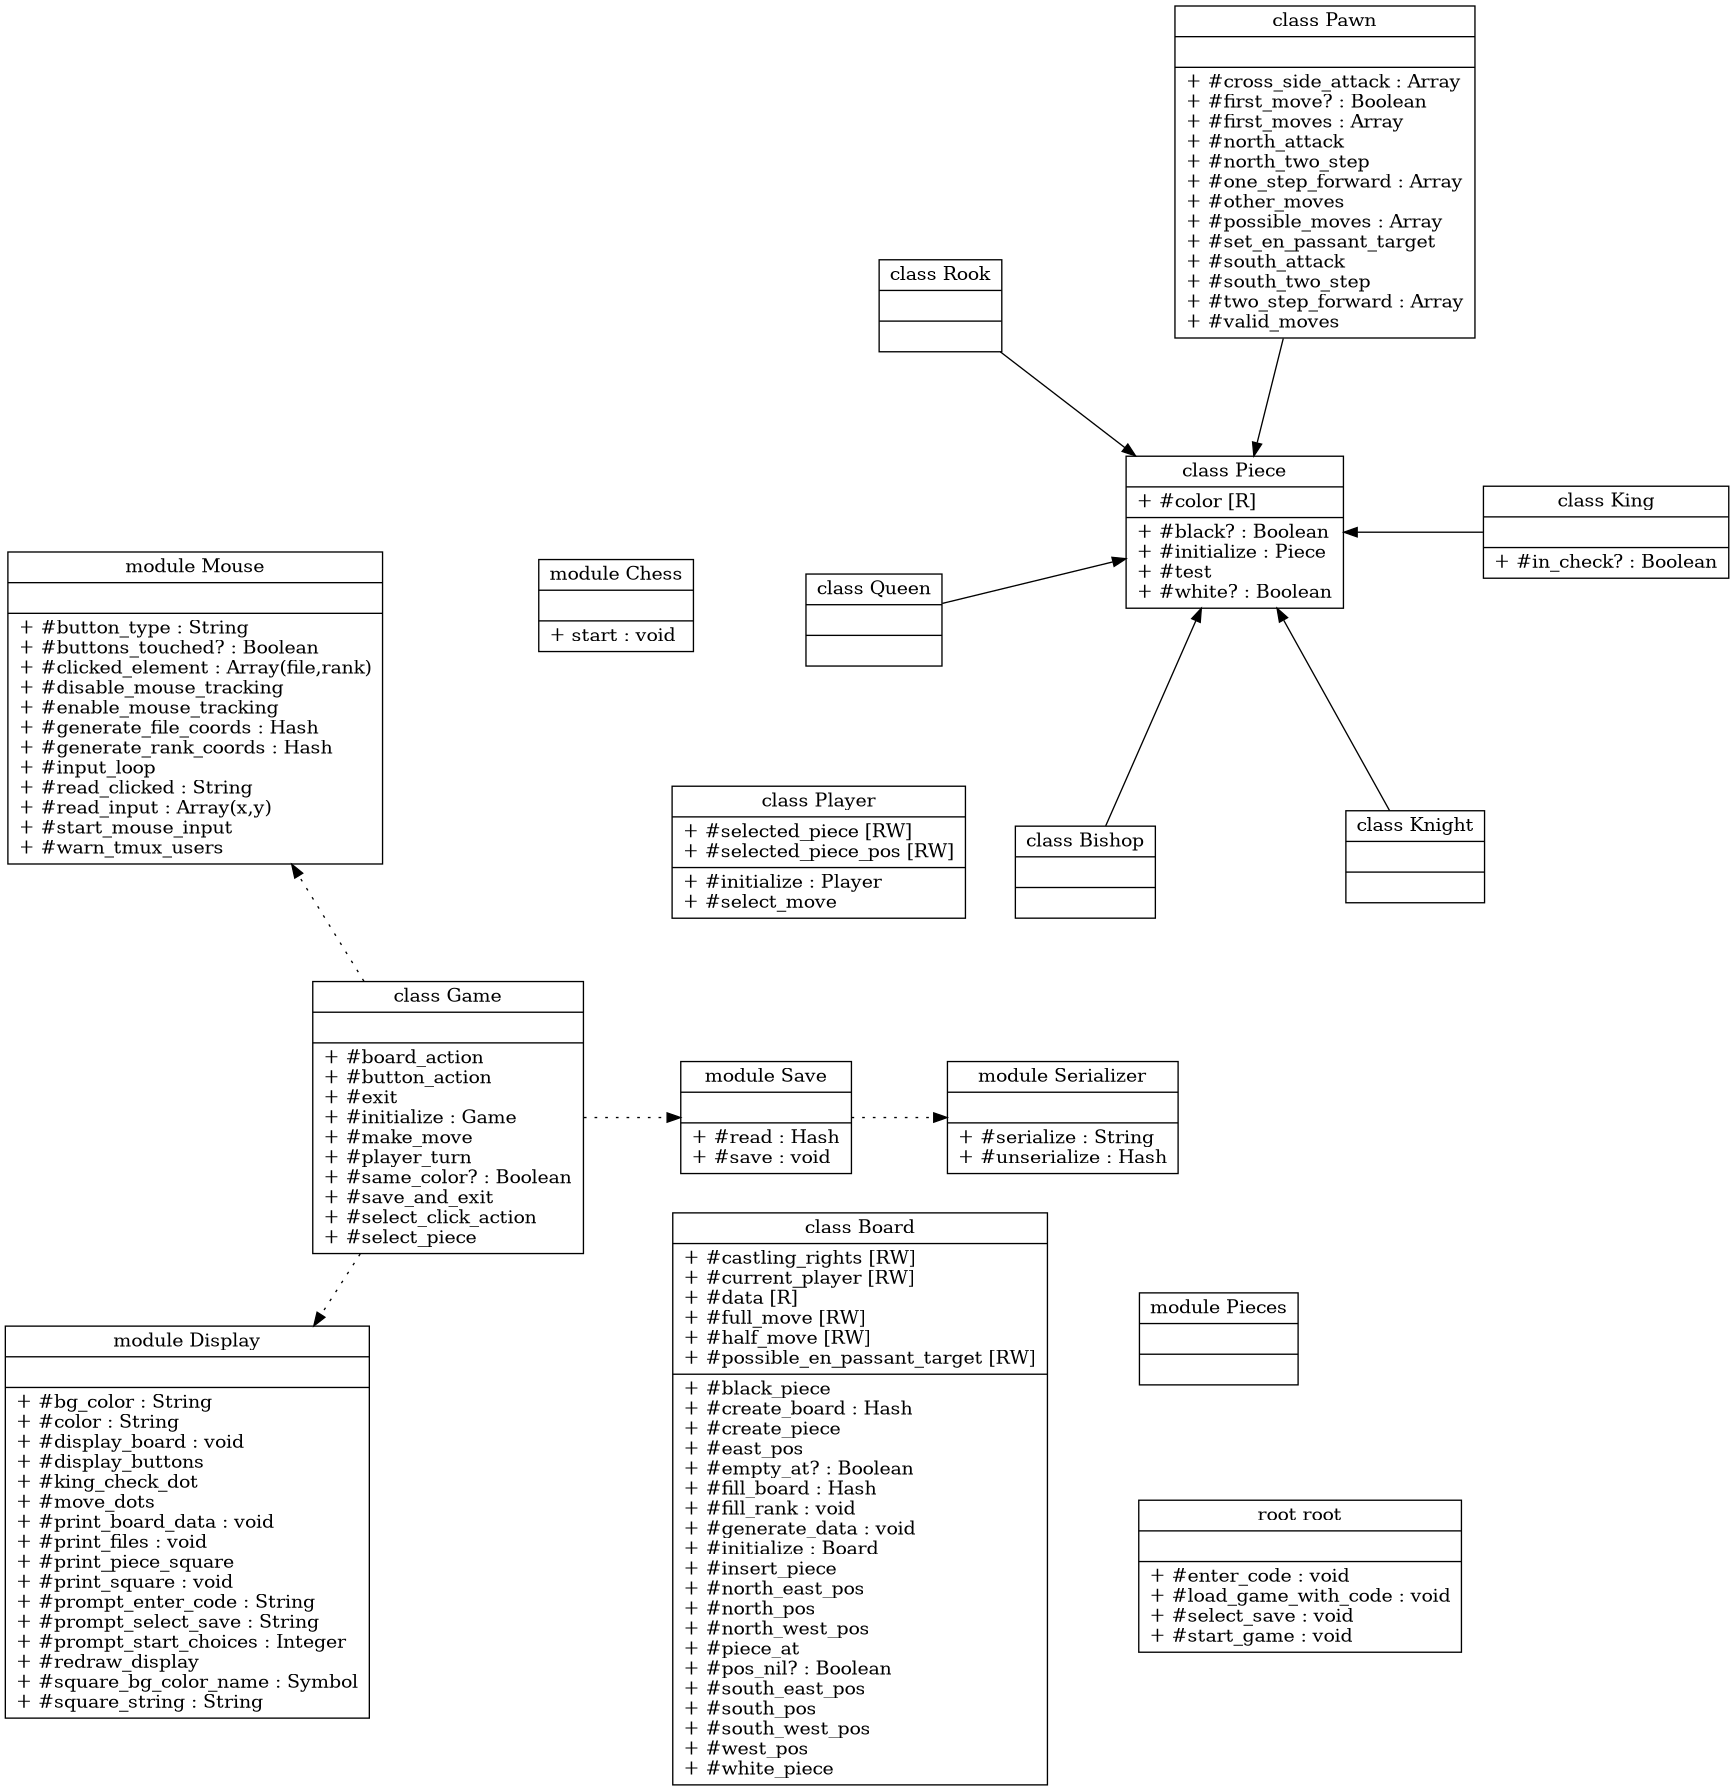 class Pawn
+ #cross_side_attack : Array
+ #first_move? : Boolean
+ #first_moves : Array
+ #north_attack
+ #north_two_step
+ #one_step_forward : Array
+ #other_moves
+ #possible_moves : Array
+ #set_en_passant_target
+ #south_attack
+ #south_two_step
+ #two_step_forward : Array
+ #valid_moves
class Rook
class Piece
+ #color [R]
+ #black? : Boolean
+ #initialize : Piece
+ #test
+ #white? : Boolean
class King
+ #in_check? : Boolean
module Mouse
+ #button_type : String
+ #buttons_touched? : Boolean
+ #clicked_element : Array(file,rank)
+ #disable_mouse_tracking
+ #enable_mouse_tracking
+ #generate_file_coords : Hash
+ #generate_rank_coords : Hash
+ #input_loop
+ #read_clicked : String
+ #read_input : Array(x,y)
+ #start_mouse_input
+ #warn_tmux_users
module Chess
+ start : void
class Queen
class Player
+ #selected_piece [RW]
+ #selected_piece_pos [RW]
+ #initialize : Player
+ #select_move
class Bishop
class Knight
class Game
+ #board_action
+ #button_action
+ #exit
+ #initialize : Game
+ #make_move
+ #player_turn
+ #same_color? : Boolean
+ #save_and_exit
+ #select_click_action
+ #select_piece
module Save
+ #read : Hash
+ #save : void
module Serializer
+ #serialize : String
+ #unserialize : Hash
class Board
+ #castling_rights [RW]
+ #current_player [RW]
+ #data [R]
+ #full_move [RW]
+ #half_move [RW]
+ #possible_en_passant_target [RW]
+ #black_piece
+ #create_board : Hash
+ #create_piece
+ #east_pos
+ #empty_at? : Boolean
+ #fill_board : Hash
+ #fill_rank : void
+ #generate_data : void
+ #initialize : Board
+ #insert_piece
+ #north_east_pos
+ #north_pos
+ #north_west_pos
+ #piece_at
+ #pos_nil? : Boolean
+ #south_east_pos
+ #south_pos
+ #south_west_pos
+ #west_pos
+ #white_piece
module Pieces
module Display
+ #bg_color : String
+ #color : String
+ #display_board : void
+ #display_buttons
+ #king_check_dot
+ #move_dots
+ #print_board_data : void
+ #print_files : void
+ #print_piece_square
+ #print_square : void
+ #prompt_enter_code : String
+ #prompt_select_save : String
+ #prompt_start_choices : Integer
+ #redraw_display
+ #square_bg_color_name : Symbol
+ #square_string : String
root root
+ #enter_code : void
+ #load_game_with_code : void
+ #select_save : void
+ #start_game : void